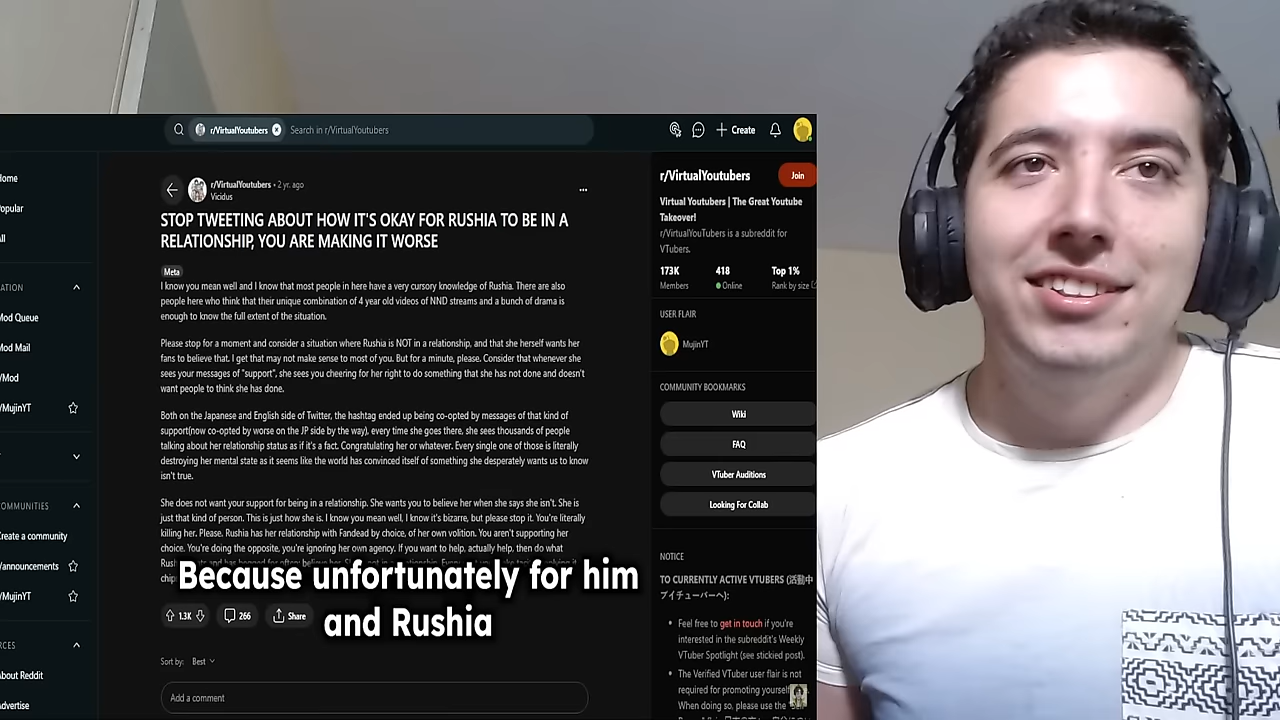 r/VirtualYoutubers
Search in r/VirtualYoutubers
Create
r/VirtualYoutubers • 2 yr. ago
Vicidus
STOP TWEETING ABOUT HOW IT'S OKAY FOR RUSHIA TO BE IN A
RELATIONSHIP, YOU ARE MAKING IT WORSE
Meta
I know you mean well and I know that most people in here have a very cursory knowledge of Rushia. There are also
people here who think that their unique combination of 4 year old videos of NND streams and a bunch of drama is
enough to know the full extent of the situation.
Please stop for a moment and consider a situation where Rushia is NOT in a relationship, and that she herself wants her
fans to believe that. I get that may not make sense to most of you. But for a minute, please. Consider that whenever she
sees your messages of "support", she sees you cheering for her right to do something that she has not done and doesn't
want people to think she has done.
Both on the Japanese and English side of Twitter, the hashtag ended up being co-opted by messages of that kind of
support(now co-opted by worse on the JP side by the way), every time she goes there, she sees thousands of people
talking about her relationship status as if it's a fact. Congratulating her or whatever. Every single one of those is literally
destroying her mental state as it seems like the world has convinced itself of something she desperately wants us to know
isn't true.
She does not want your support for being in a relationship. She wants you to believe her when she says she isn't. She is
just that kind of person. This is just how she is. I know you mean well, I know it's bizarre, but please stop it. You're literally
killing her. Please. Rushia has her relationship with Fandead by choice, of her own volition. You aren't supporting her
choice. You're doing the opposite, you're ignoring her own agency. If you want to help, actually help, then do what
Because unfortunately for him
and Rushia
1.3K
266
Share
Sort by: Best
Add a comment
ome
opular
ll
ATION
Mod Queue
Mod Mail
/Mod
/MujinYT
OMMUNITIES
reate a community
/announcements
/MujinYT
RCES
bout Reddit
dvertise
r/VirtualYoutubers
Join
Virtual Youtubers | The Great Youtube
Takeover!
r/VirtualYouTubers is a subreddit for
VTubers.
173K
418
Top 1%
Members
Online
Rank by size
USER FLAIR
MujinYT
COMMUNITY BOOKMARKS
Wiki
FAQ
VTuber Auditions
Looking For Collab
NOTICE
TO CURRENTLY ACTIVE VTUBERS (活動中
ブイチューバーへ):
Feel free to get in touch if you're
interested in the subreddit's Weekly
VTuber Spotlight (see stickied post).
The Verified VTuber user flair is not
required for promoting yourself
When doing so, please use the